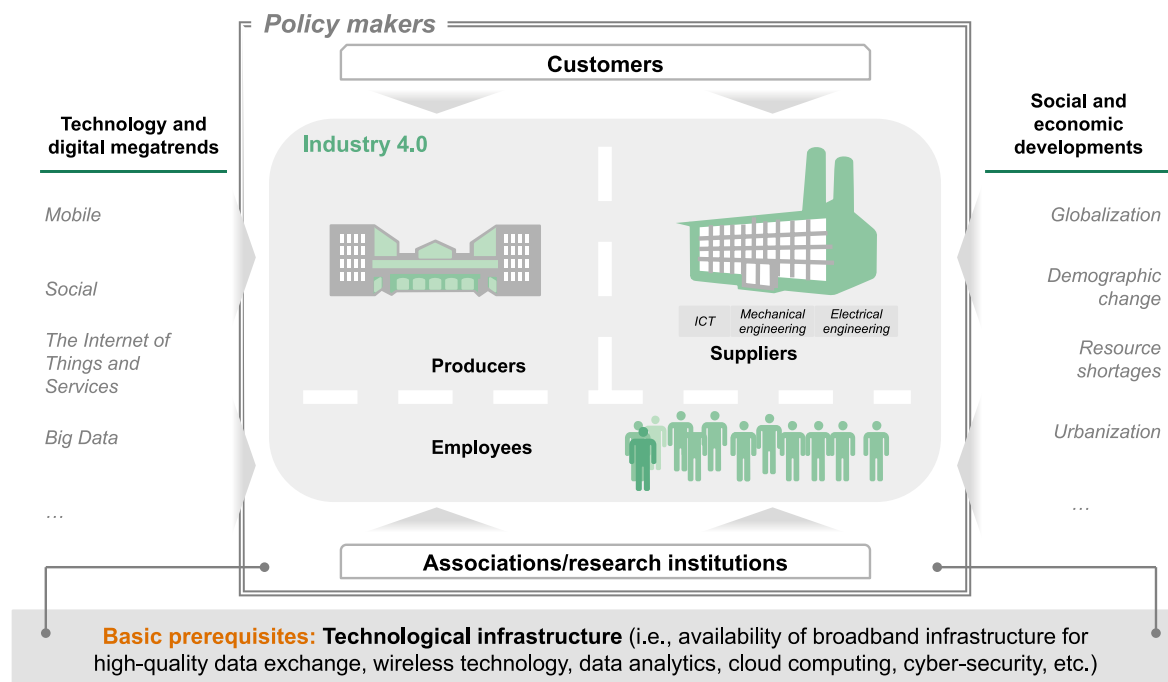 Policy makers
Customers
Technology and
digital megatrends
Mobile
Social
The Internet of
Things and
Services
Big Data
…
Industry 4.0
Producers
ICT
Mechanical
engineering
Electrical
engineering
Suppliers
Employees
Associations/research institutions
Social and
economic
developments
Globalization
Demographic
change
Resource
shortages
Urbanization
…
Basic prerequisites: Technological infrastructure (i.e., availability of broadband infrastructure for
high-quality data exchange, wireless technology, data analytics, cloud computing, cyber-security, etc.)